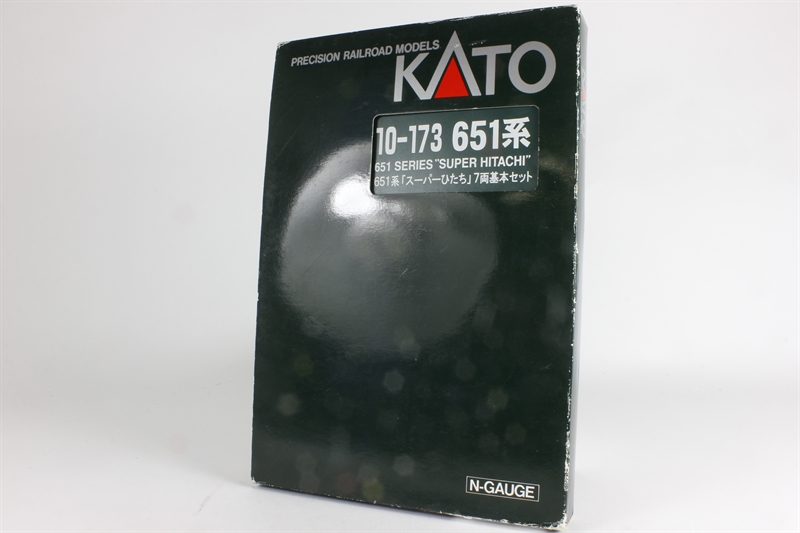 PRECISION RAILROAD MODELS
KATO
10-173 651系
651 SERIES "SUPER HITACHI"
651系「スーパーひたち」7両基本セット
N-GAUGE